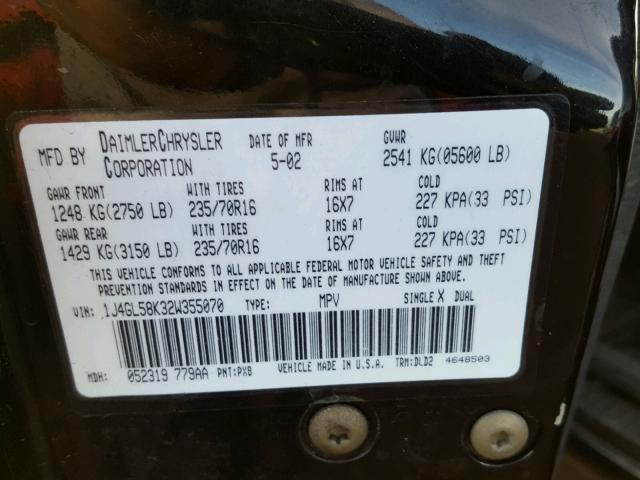 MFD BY DAIMLERCHRYSLER CORPORATION DATE OF MFR 5-02 GVWR 2541 KG(05600 LB)
GAWR FRONT WITH TIRES RIMS AT COLD
1248 KG(2750 LB) 235/70R16 16X7 227 KPA(33 PSI)
GAWR REAR WITH TIRES RIMS AT COLD
1429 KG(3150 LB) 235/70R16 16X7 227 KPA(33 PSI)
THIS VEHICLE CONFORMS TO ALL APPLICABLE FEDERAL MOTOR VEHICLE SAFETY AND THEFT
PREVENTION STANDARDS IN EFFECT ON THE DATE OF MANUFACTURE SHOWN ABOVE.
VIN: 1J4GL58K32W355070 TYPE: MPV SINGLE X DUAL
MDH: 052319 779AA PNT:PX8 VEHICLE MADE IN U.S.A. TRM:DLD2 4648503